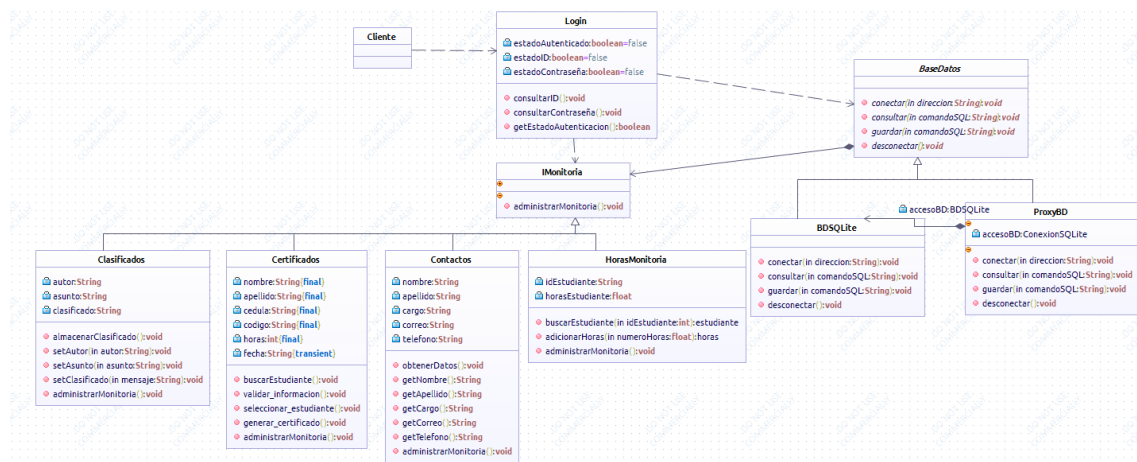 Cliente
Login
estadoAutenticado:boolean=false
estadoID:boolean=false
estadoContraseña:boolean=false
consultarID():void
consultarContraseña():void
getEstadoAutenticacion():boolean
BaseDatos
conectar(in direccion:String):void
consultar(in comandoSQL:String):void
guardar(in comandoSQL:String):void
desconectar():void
IMonitoria
administrarMonitoria():void
accesoBD:BDSQLite
BDSQLite
conectar(in direccion:String):void
consultar(in comandoSQL:String):void
guardar(in comandoSQL:String):void
desconectar():void
ProxyBD
accesoBD:ConexionSQLite
conectar(in direccion:String):void
consultar(in comandoSQL:String):void
guardar(in comandoSQL:String):void
desconectar():void
Clasificados
autor:String
asunto:String
clasificado:String
almacenarClasificado():void
setAutor(in autor:String):void
setAsunto(in asunto:String):void
setClasificado(in mensaje:String):void
administrarMonitoria():void
Certificados
nombre:String{final}
apellido:String{final}
cedula:String{final}
codigo:String{final}
horas:int{final}
fecha:String{transient}
buscarEstudiante():void
validar_informacion():void
seleccionar_estudiante():void
generar_certificado():void
administrarMonitoria():void
Contactos
nombre:String
apellido:String
cargo:String
correo:String
telefono:String
obtenerDatos():void
getNombre():String
getApellido():String
getCargo():String
getCorreo():String
getTelefono():String
administrarMonitoria():void
HorasMonitoria
idEstudiante:String
horasEstudiante:float
buscarEstudiante(in idEstudiante:int):estudiante
adicionarHoras(in numeroHoras:float):horas
administrarMonitoria():void